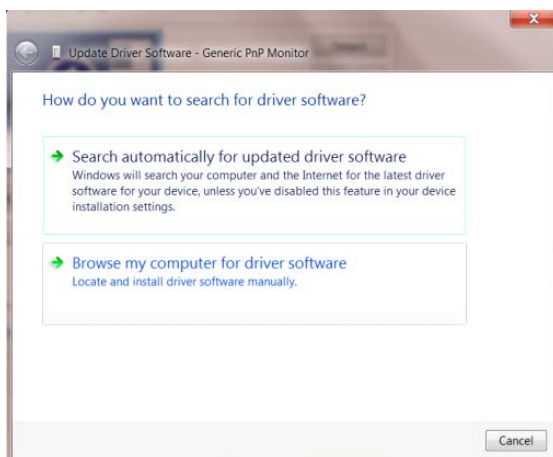 Update Driver Software - Generic PnP Monitor
How do you want to search for driver software?
Search automatically for updated driver software
Windows will search your computer and the Internet for the latest driver
software for your device, unless you've disabled this feature in your device
installation settings.
Browse my computer for driver software
Locate and install driver software manually.
Cancel